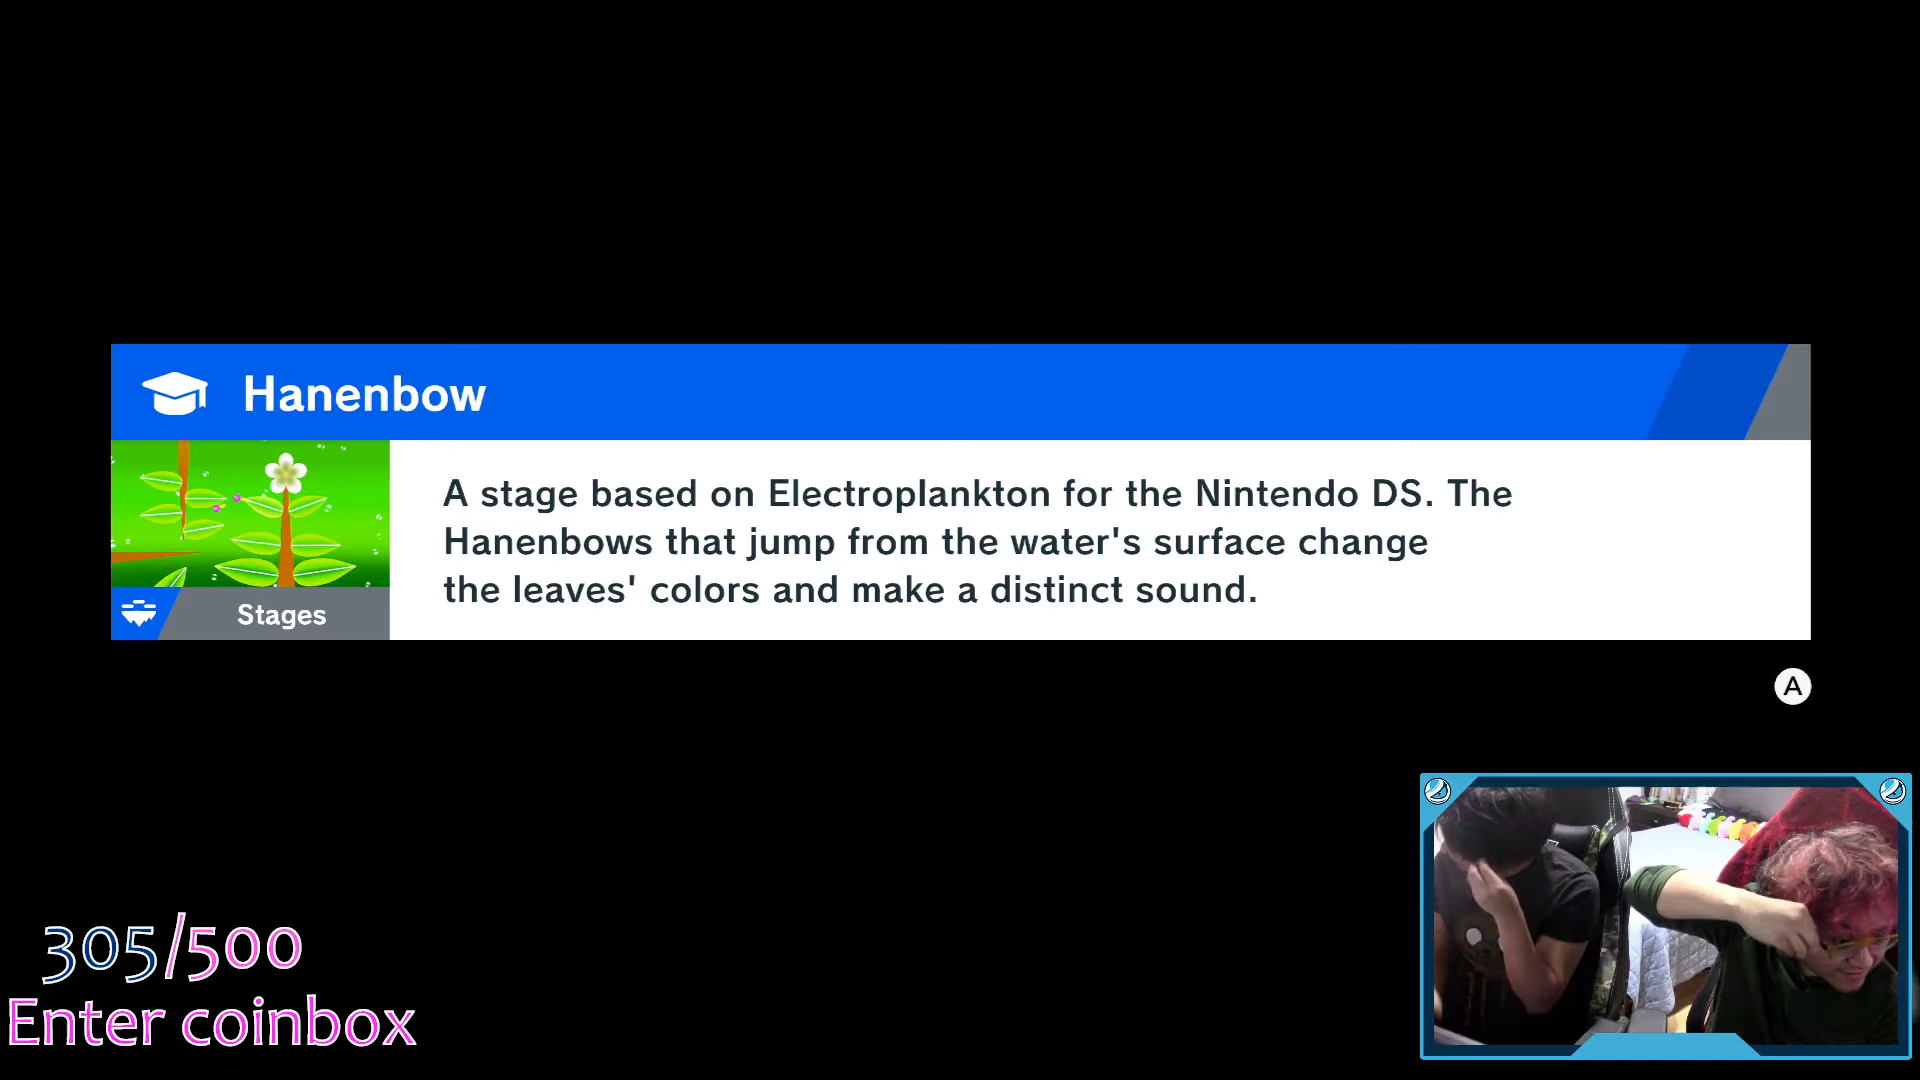 Hanenbow
A stage based on Electroplankton for the Nintendo DS. The
Hanenbows that jump from the water's surface change
the leaves' colors and make a distinct sound.
Stages
A
305/500
Enter coinbox